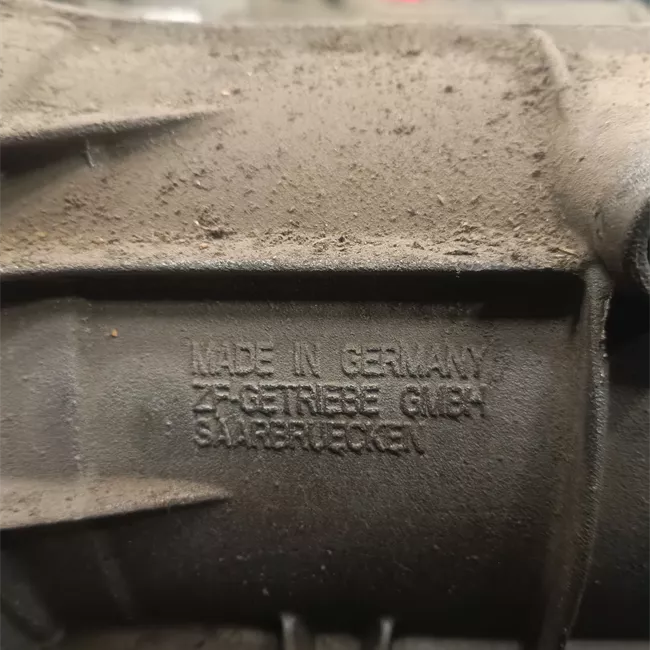 MADE IN GERMANY
ZF-GETRIEBE GMBH
SAARBRUECKEN